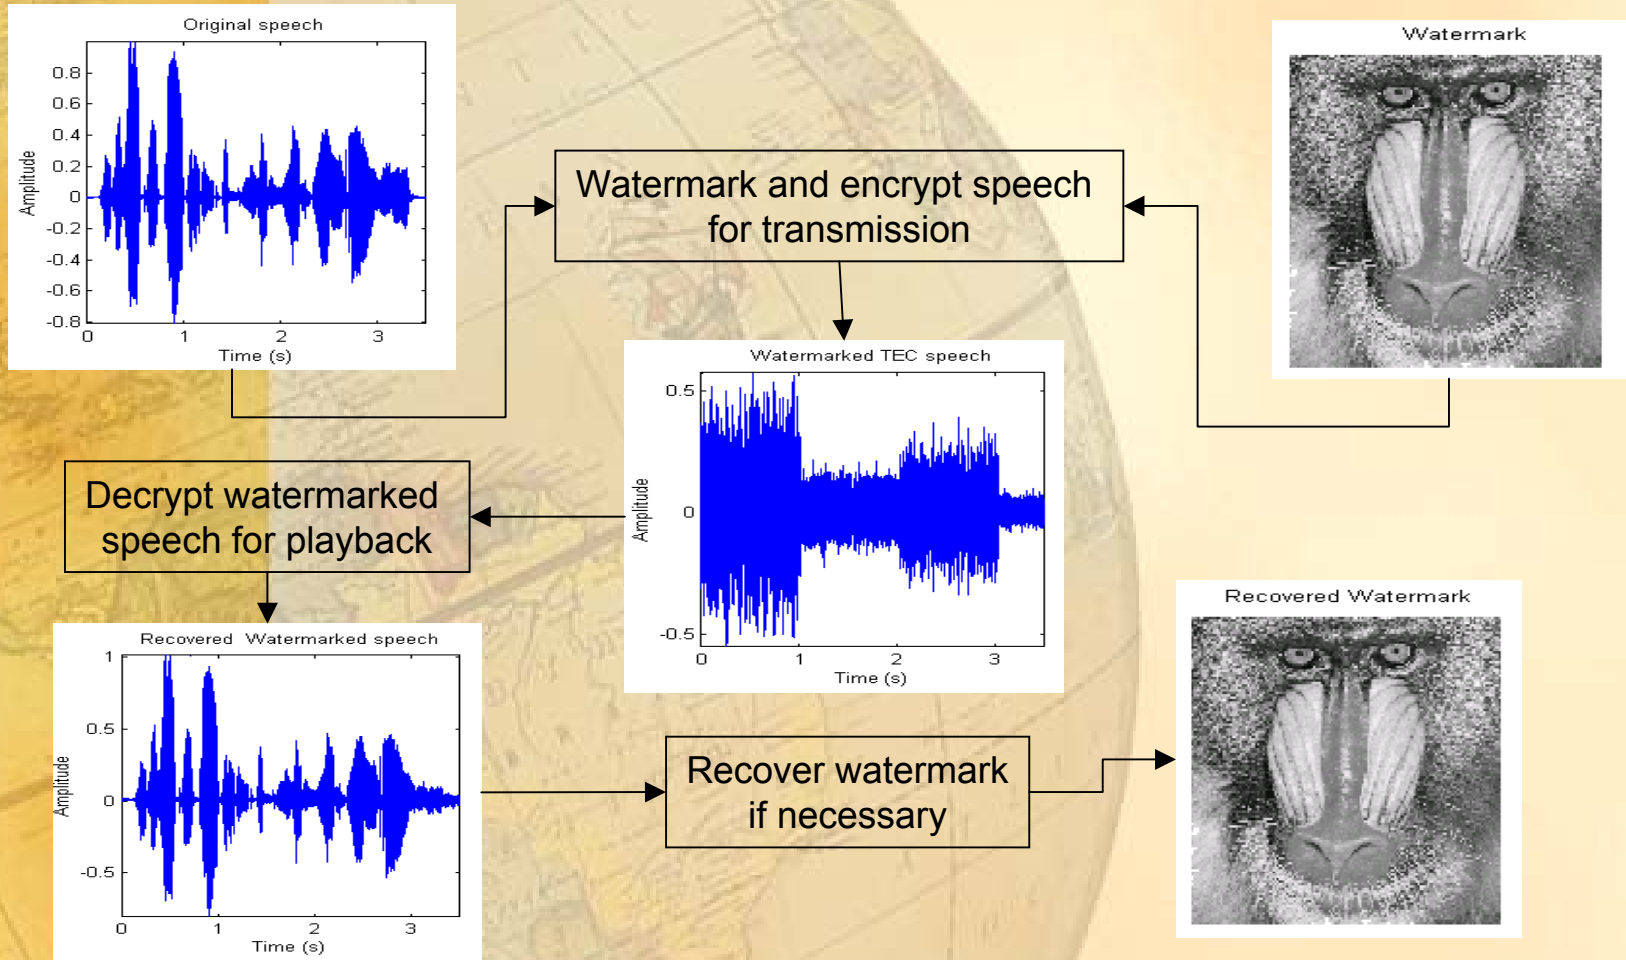 Original speech
0.8
0.6
0.4
0.2
0
-0.2
-0.4
-0.6
-0.8
Amplitude
0 1 2 3
Time (s)
Watermark
Watermark and encrypt speech
for transmission
Watermarked TEC speech
0.5
0
-0.5
Amplitude
0 1 2 3
Time (s)
Decrypt watermarked
speech for playback
Recovered Watermarked speech
1
0.5
0
-0.5
Amplitude
0 1 2 3
Time (s)
Recover watermark
if necessary
Recovered Watermark